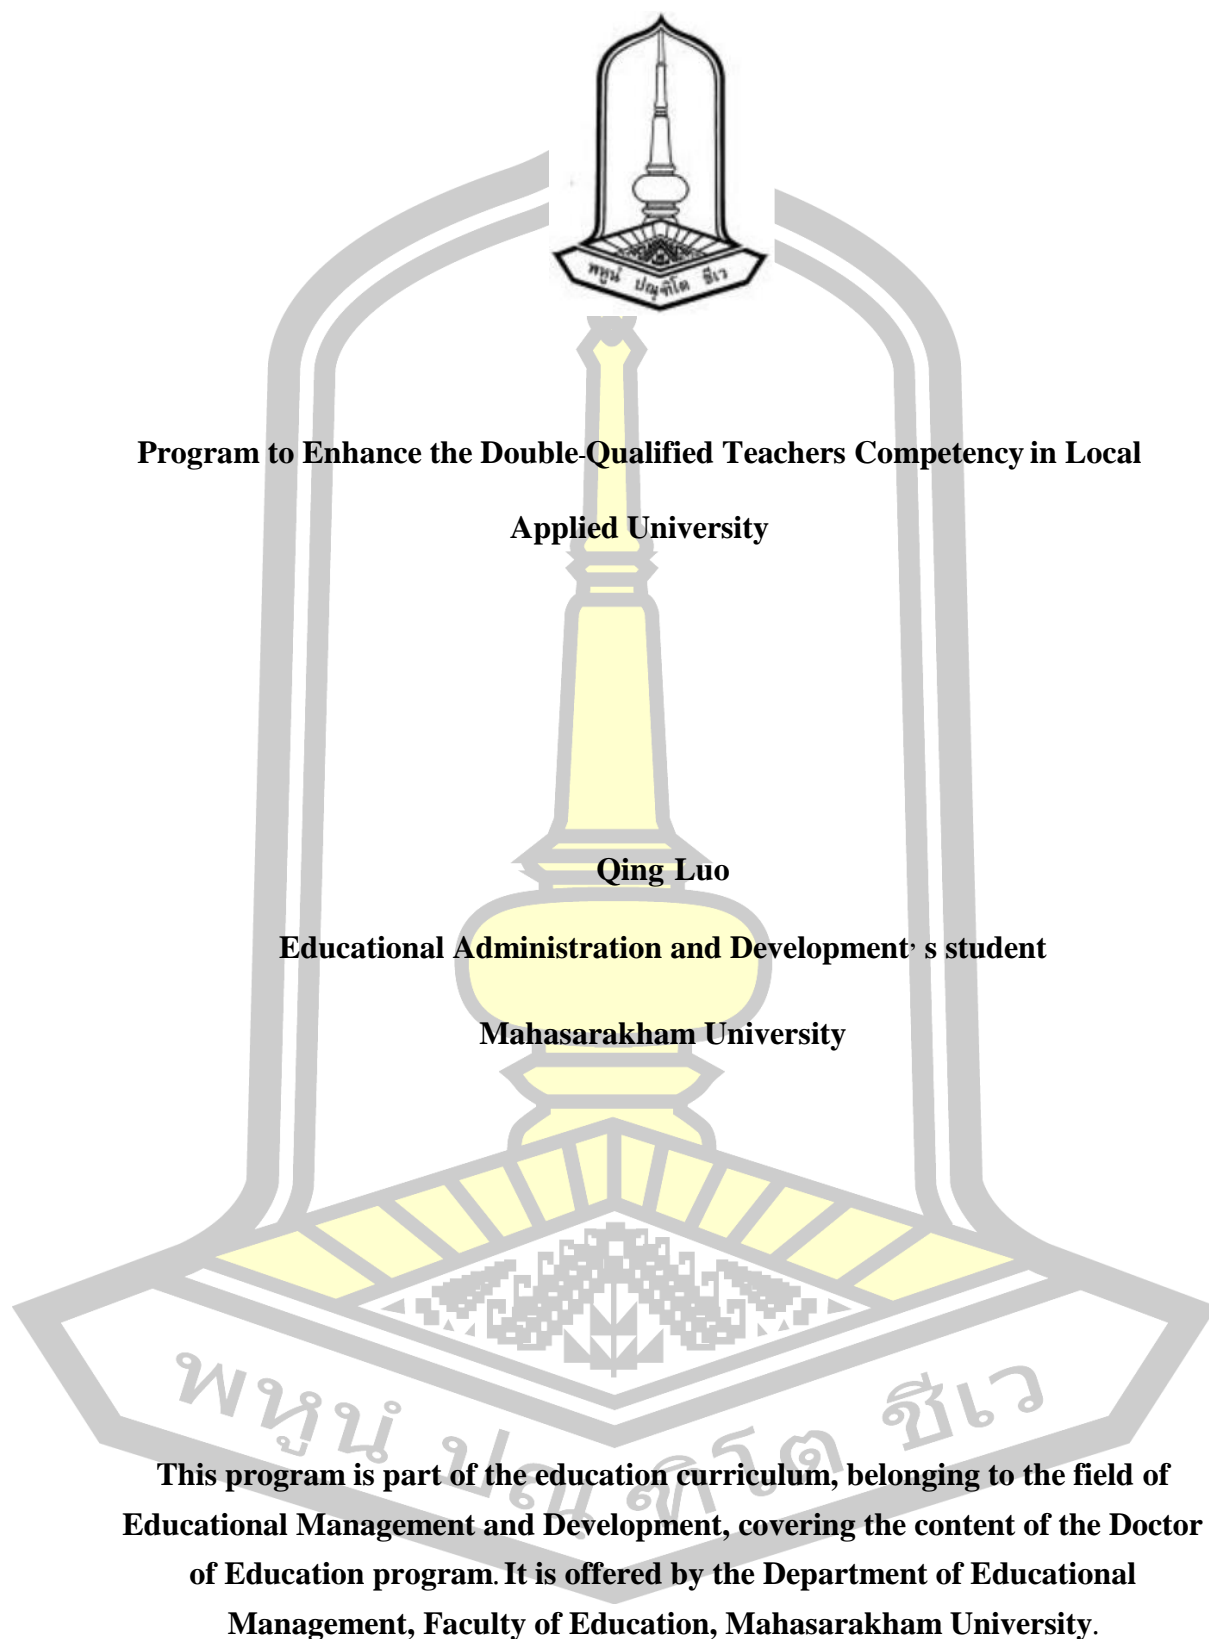 พหูนํ ปณฺฑิโต ชีเว
Program to Enhance the Double-Qualified Teachers Competency in Local
Applied University
Qing Luo
Educational Administration and Development’ s student
Mahasarakham University
พหูนํ ปณฺฑิโต ชีเว
This program is part of the education curriculum, belonging to the field of
Educational Management and Development, covering the content of the Doctor
of Education program. It is offered by the Department of Educational
Management, Faculty of Education, Mahasarakham University.